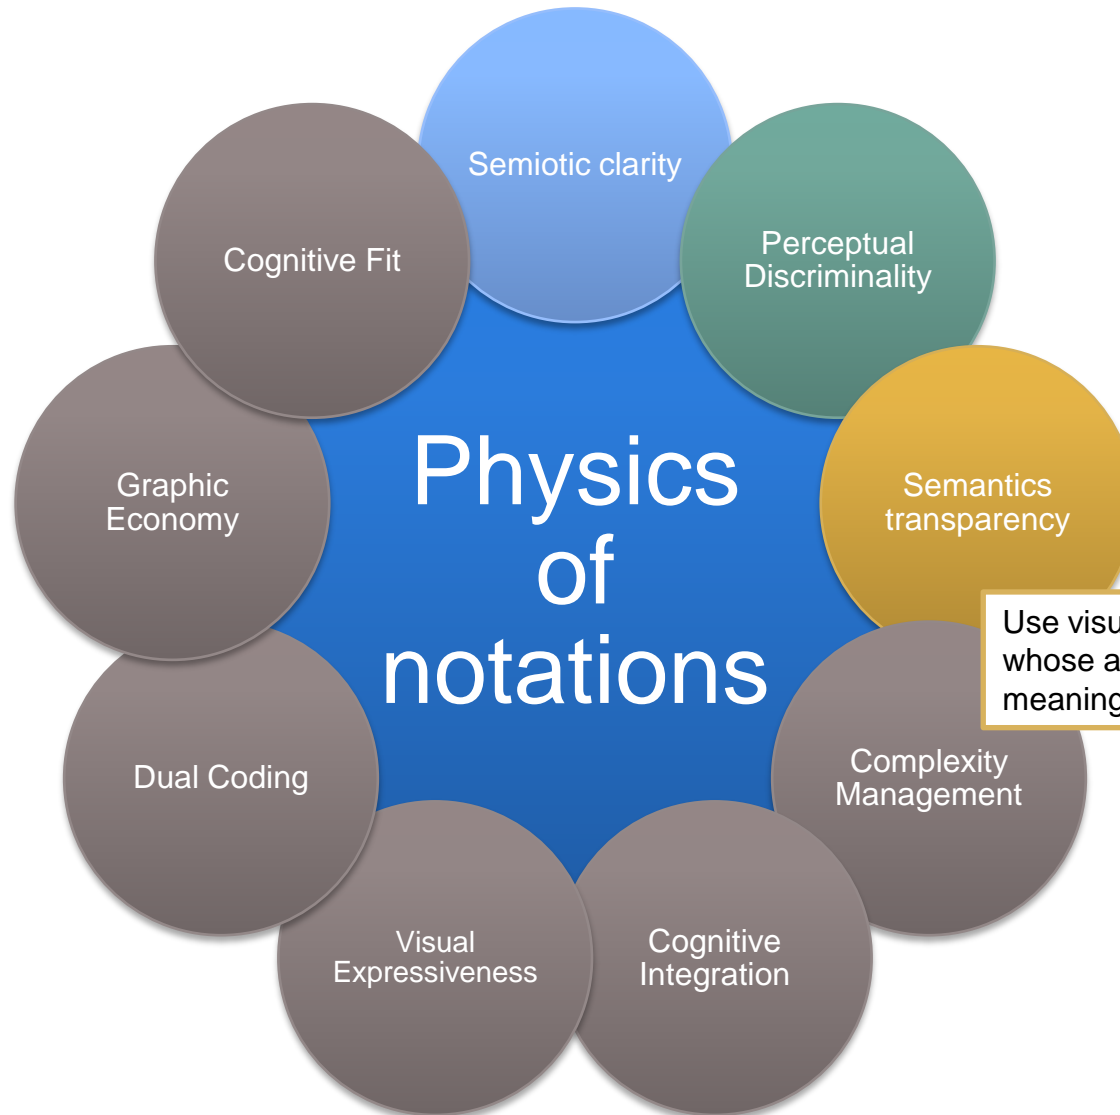 Semiotic clarity
Perceptual
Discriminality
Semantics
transparency
Use
whose
meaning
Complexity
Management
Cognitive
Integration
Visual
Expressiveness
Dual Coding
Graphic
Economy
Cognitive Fit
Physics
of
notations